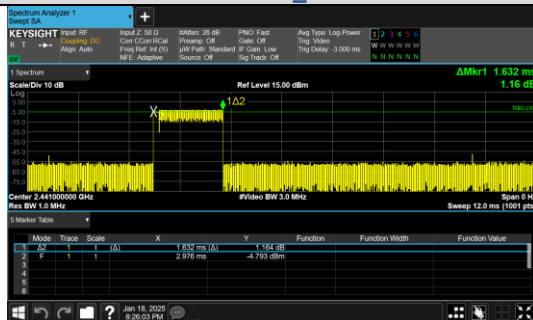 Spectrum Analyzer 1
Swept SA
+
KEYSIGHT Input: RF Input Z: 50 Ω #Atten: 26 dB PNO: Fast Avg Type: Log-Power 1 2 3 4 5 6
R T Coupling: DC Corr CCorr RCal Preamp: Off Gate: Off Trig: Video W W W W W W
Align: Auto Freq Ref: Int (S) µW Path: Standard IF Gain: Low Trig Delay: -3.000 ms N N N N N N
NFE: Adaptive Source: Off Sig Track: Off
1 Spectrum ΔMkr1 1.632 ms
Scale/Div 10 dB Ref Level 15.00 dBm 1.16 dB
Log
5.00 1Δ2
-5.00 X TRIG LVL
-15.0
-25.0
-35.0
-45.0
-55.0
-65.0
-75.0
Center 2.441000000 GHz #Video BW 3.0 MHz Span 0 Hz
Res BW 1.0 MHz Sweep 12.0 ms (1001 pts)
5 Marker Table
Mode Trace Scale X Y Function Function Width Function Value
1 Δ2 1 t (Δ) 1.632 ms (Δ) 1.164 dB
2 F 1 t 2.976 ms -4.793 dBm
3
4
5
6
? Jan 18, 2025
8:26:03 PM